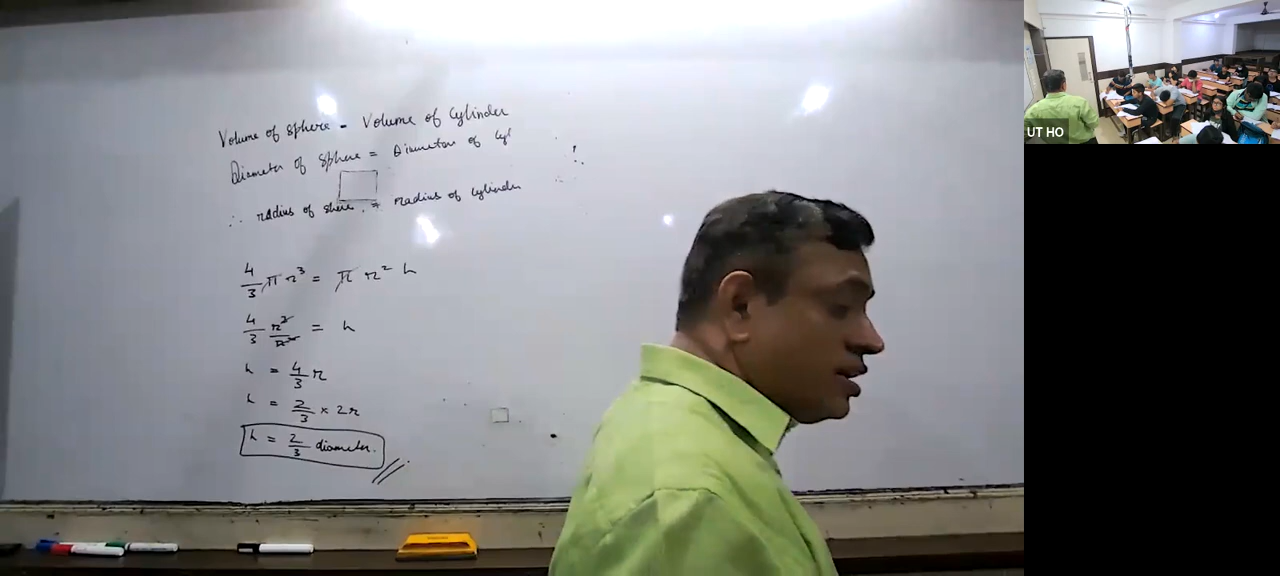 Volume of sphere = Volume of Cylinder
Diameter of sphere = Diameter of cyl
∴ radius of shere = radius of cylinder
4/3 π r³ = π r² h
4/3 r³/r² = h
h = 4/3 r
h = 2/3 × 2r
h = 2/3 diameter.
UT HO